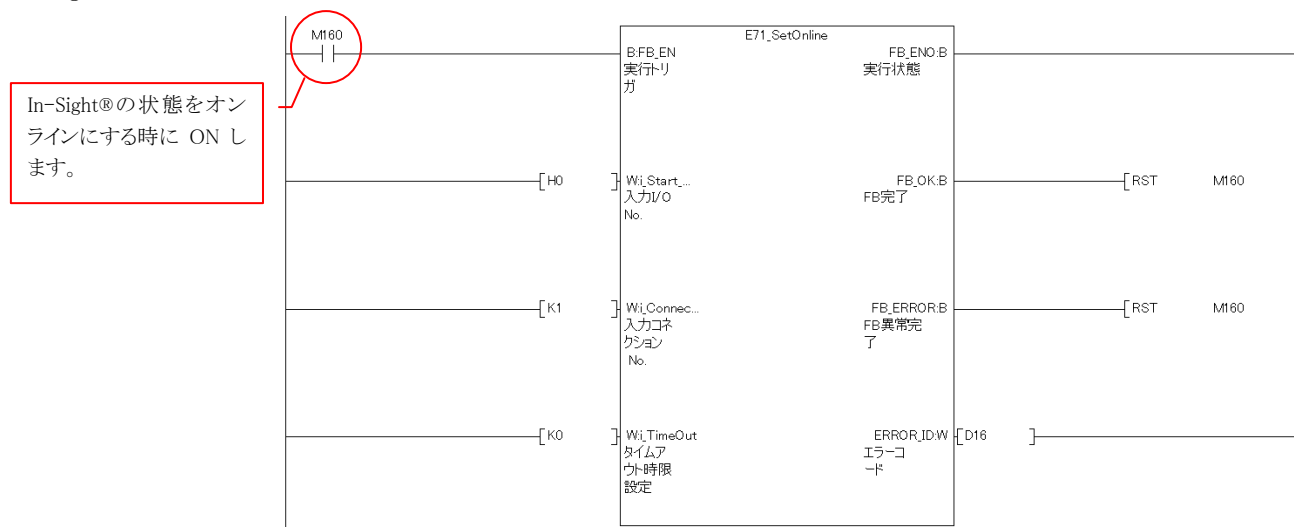 M160
E71_SetOnline
B:FB_EN
実行トリ
ガ
FB_ENO:B
実行状態
In-Sight®の状態をオン
ラインにする時に ON し
ます。
[ H0 ]
W:i_Start_...
入力I/O
No.
FB_OK:B
FB完了
[ RST M160
[ K1 ]
W:i_Connec...
入力コネ
クション
No.
FB_ERROR:B
FB異常完
了
[ RST M160
[ K0 ]
W:i_TimeOut
タイムア
ウト時限
設定
ERROR_ID:W
エラーコ
ード
[ D16 ]